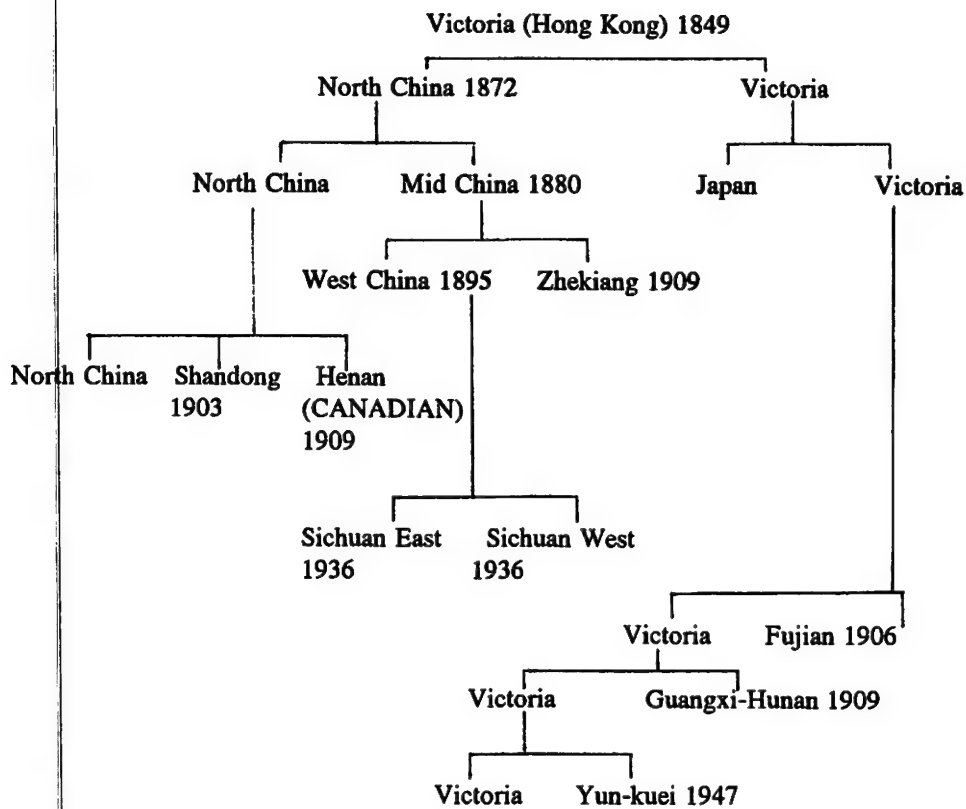 Victoria (Hong Kong) 1849
North China 1872 Victoria
North China Mid China 1880 Japan Victoria
West China 1895 Zhekiang 1909
North China Shandong Henan
1903 (CANADIAN)
1909
Sichuan East Sichuan West
1936 1936
Victoria Fujian 1906
Victoria Guangxi-Hunan 1909
Victoria Yun-kuei 1947